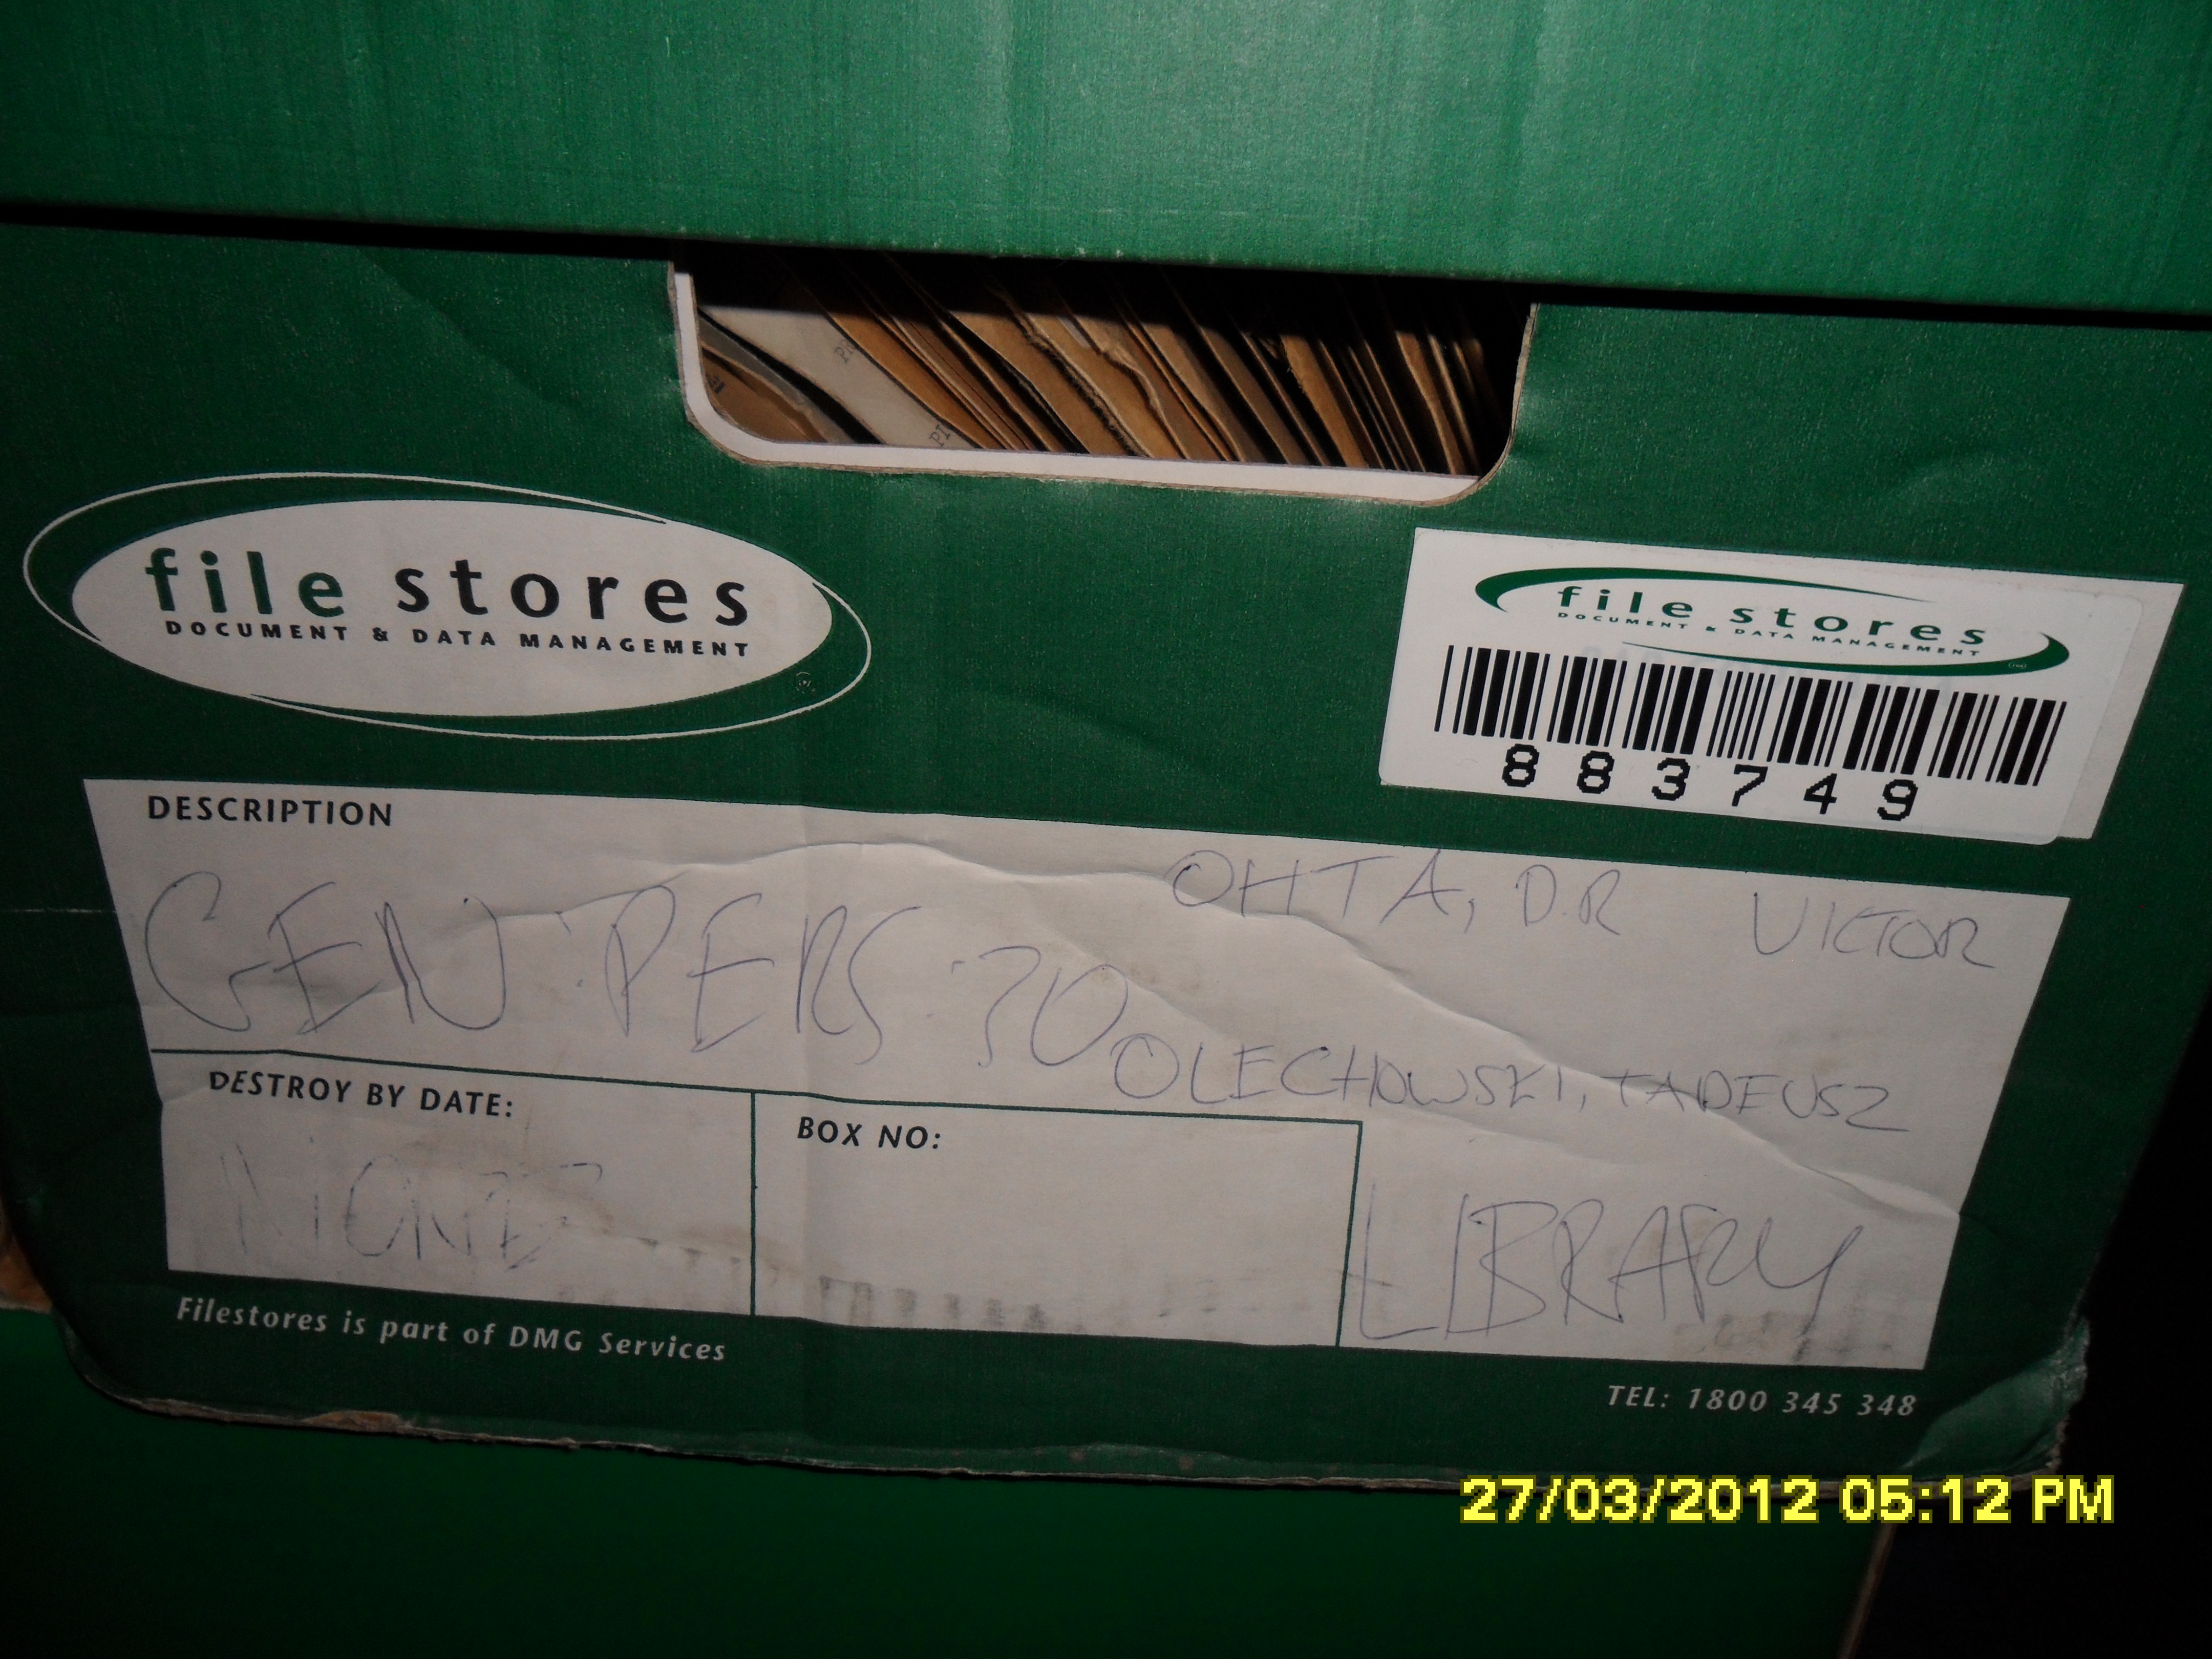 file stores
DOCUMENT & DATA MANAGEMENT
file stores
DOCUMENT & DATA MANAGEMENT
883749
DESCRIPTION
OHTA, DR VICTOR
GEN PERS 30
OLECHOWSKI, TADEUSZ
DESTROY BY DATE:
NONE
BOX NO:
LIBRARY
Filestores is part of DMG Services
TEL: 1800 345 348
27/03/2012 05:12 PM